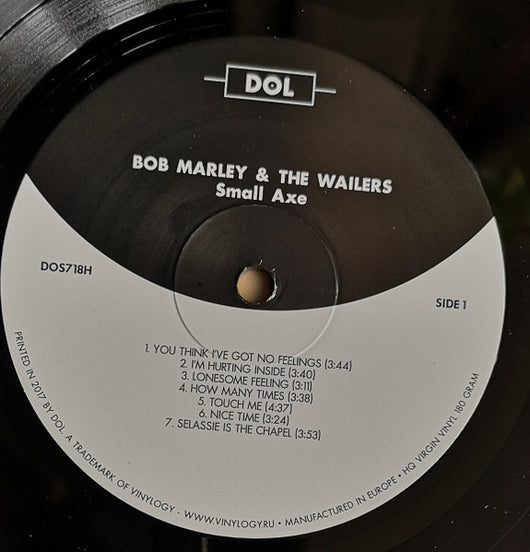 DOL
BOB MARLEY & THE WAILERS
Small Axe
DOS718H
SIDE 1
1. YOU THINK I'VE GOT NO FEELINGS (3:44)
2. I'M HURTING INSIDE (3:40)
3. LONESOME FEELING (3:11)
4. HOW MANY TIMES (3:38)
5. TOUCH ME (4:37)
6. NICE TIME (3:24)
7. SELASSIE IS THE CHAPEL (3:53)
PRINTED IN 2017 BY DOL, A TRADEMARK OF VINYLOGY . WWW.VINYLOGY.RU • MANUFACTURED IN EUROPE • HQ VIRGIN VINYL 180 GRAM